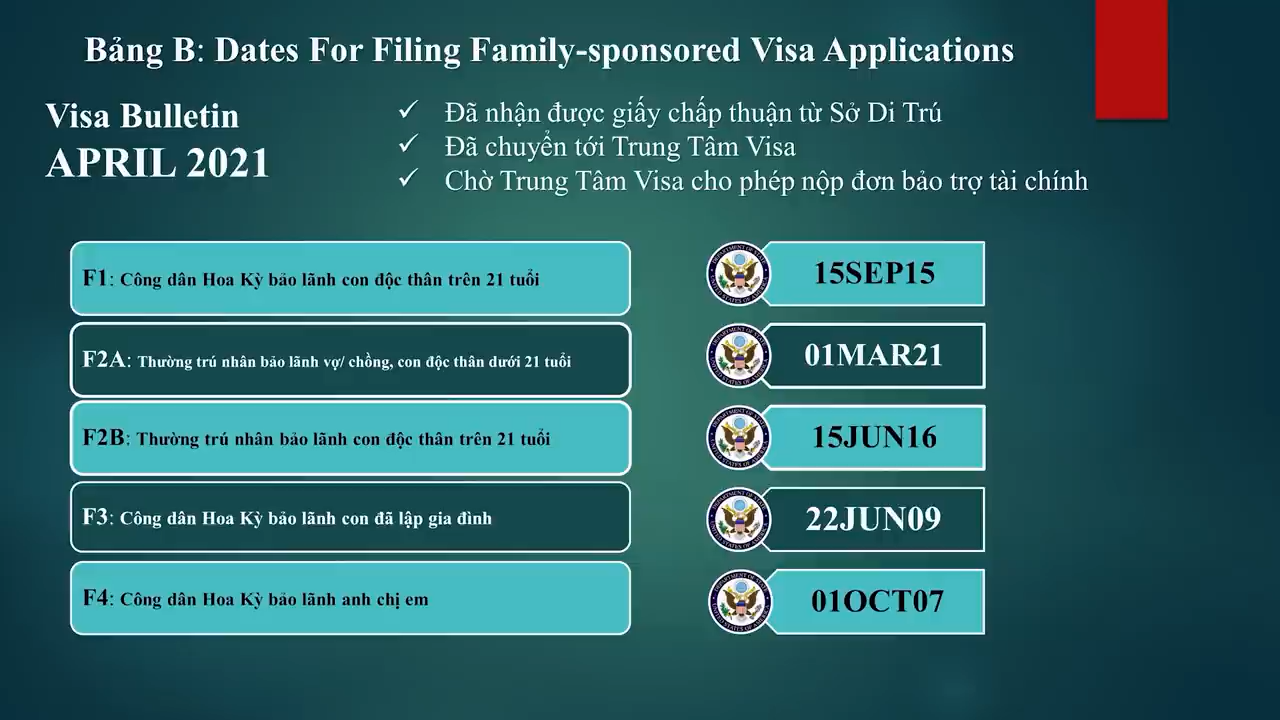 Bảng B: Dates For Filing Family-sponsored Visa Applications
Visa Bulletin
APRIL 2021
✓ Đã nhận được giấy chấp thuận từ Sở Di Trú
✓ Đã chuyển tới Trung Tâm Visa
✓ Chờ Trung Tâm Visa cho phép nộp đơn bảo trợ tài chính
F1: Công dân Hoa Kỳ bảo lãnh con độc thân trên 21 tuổi
15SEP15
F2A: Thường trú nhân bảo lãnh vợ/ chồng, con độc thân dưới 21 tuổi
01MAR21
F2B: Thường trú nhân bảo lãnh con độc thân trên 21 tuổi
15JUN16
F3: Công dân Hoa Kỳ bảo lãnh con đã lập gia đình
22JUN09
F4: Công dân Hoa Kỳ bảo lãnh anh chị em
01OCT07